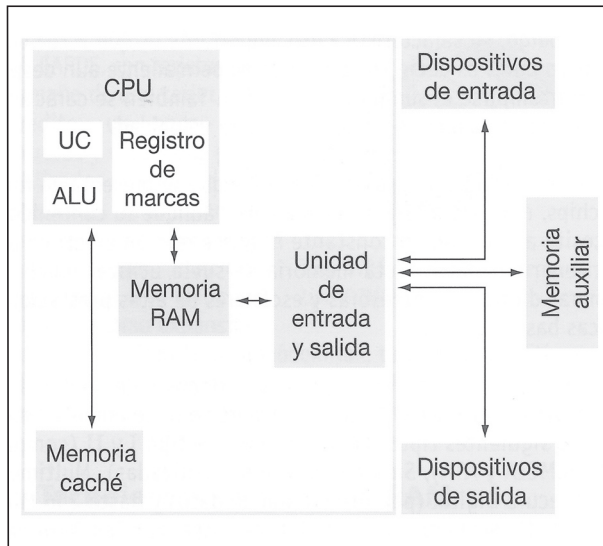 CPU
UC
ALU
Registro
de
marcas
Memoria
RAM
Memoria
caché
Unidad
de
entrada
y salida
Dispositivos
de entrada
Memoria
auxiliar
Dispositivos
de salida